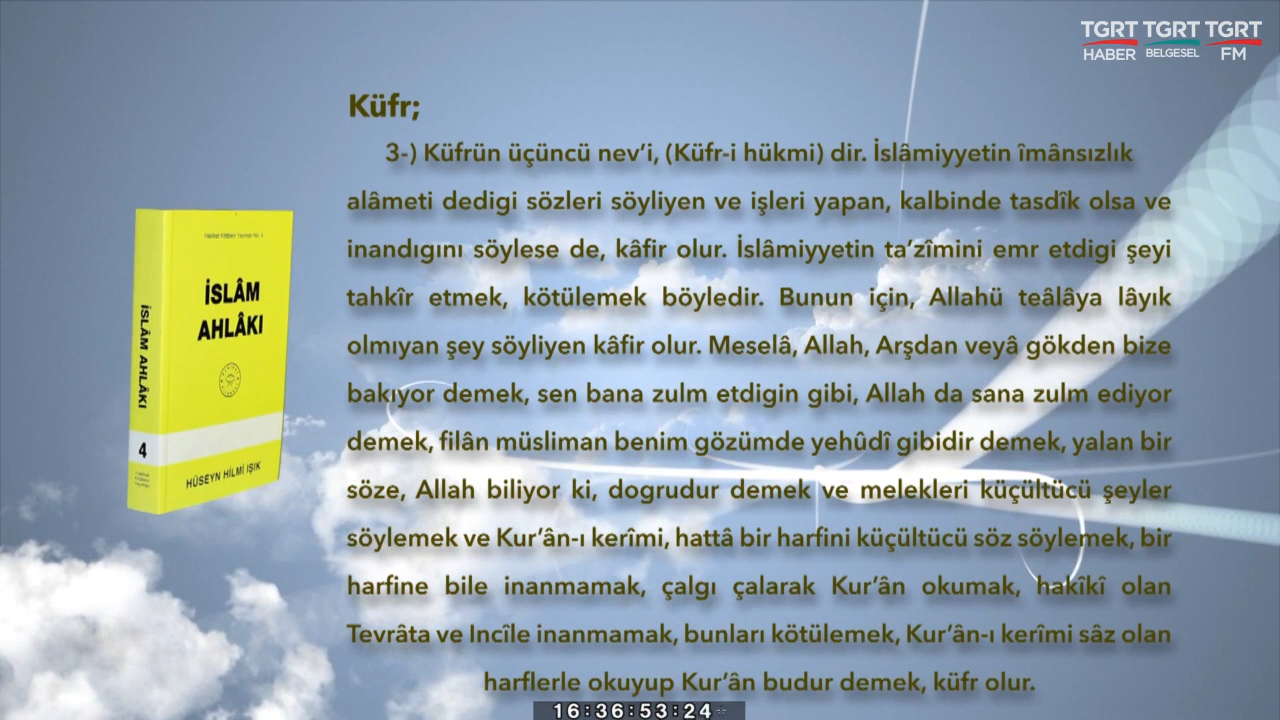 TGRT TGRT TGRT
HABER BELGESEL FM
Küfr;
3-) Küfrün üçüncü nev’i, (Küfr-i hükmi) dir. İslâmiyyetin îmânsızlık
alâmeti dedigi sözleri söyliyen ve işleri yapan, kalbinde tasdîk olsa ve
inandıgını söylese de, kâfir olur. İslâmiyyetin ta’zîmini emr etdigi şeyi
tahkîr etmek, kötülemek böyledir. Bunun için, Allahü teâlâya lâyık
olmıyan şey söyliyen kâfir olur. Meselâ, Allah, Arşdan veyâ gökden bize
bakıyor demek, sen bana zulm etdigin gibi, Allah da sana zulm ediyor
demek, filân müsliman benim gözümde yehûdî gibidir demek, yalan bir
söze, Allah biliyor ki, dogrudur demek ve melekleri küçültücü şeyler
söylemek ve Kur’ân-ı kerîmi, hattâ bir harfini küçültücü söz söylemek, bir
harfine bile inanmamak, çalgı çalarak Kur’ân okumak, hakîkî olan
Tevrâta ve Incîle inanmamak, bunları kötülemek, Kur’ân-ı kerîmi sâz olan
harflerle okuyup Kur’ân budur demek, küfr olur.
İSLÂM
AHLÂKI
HÜSEYN HİLMİ IŞIK
İSLÂM AHLÂKI
4
16:36:53:24